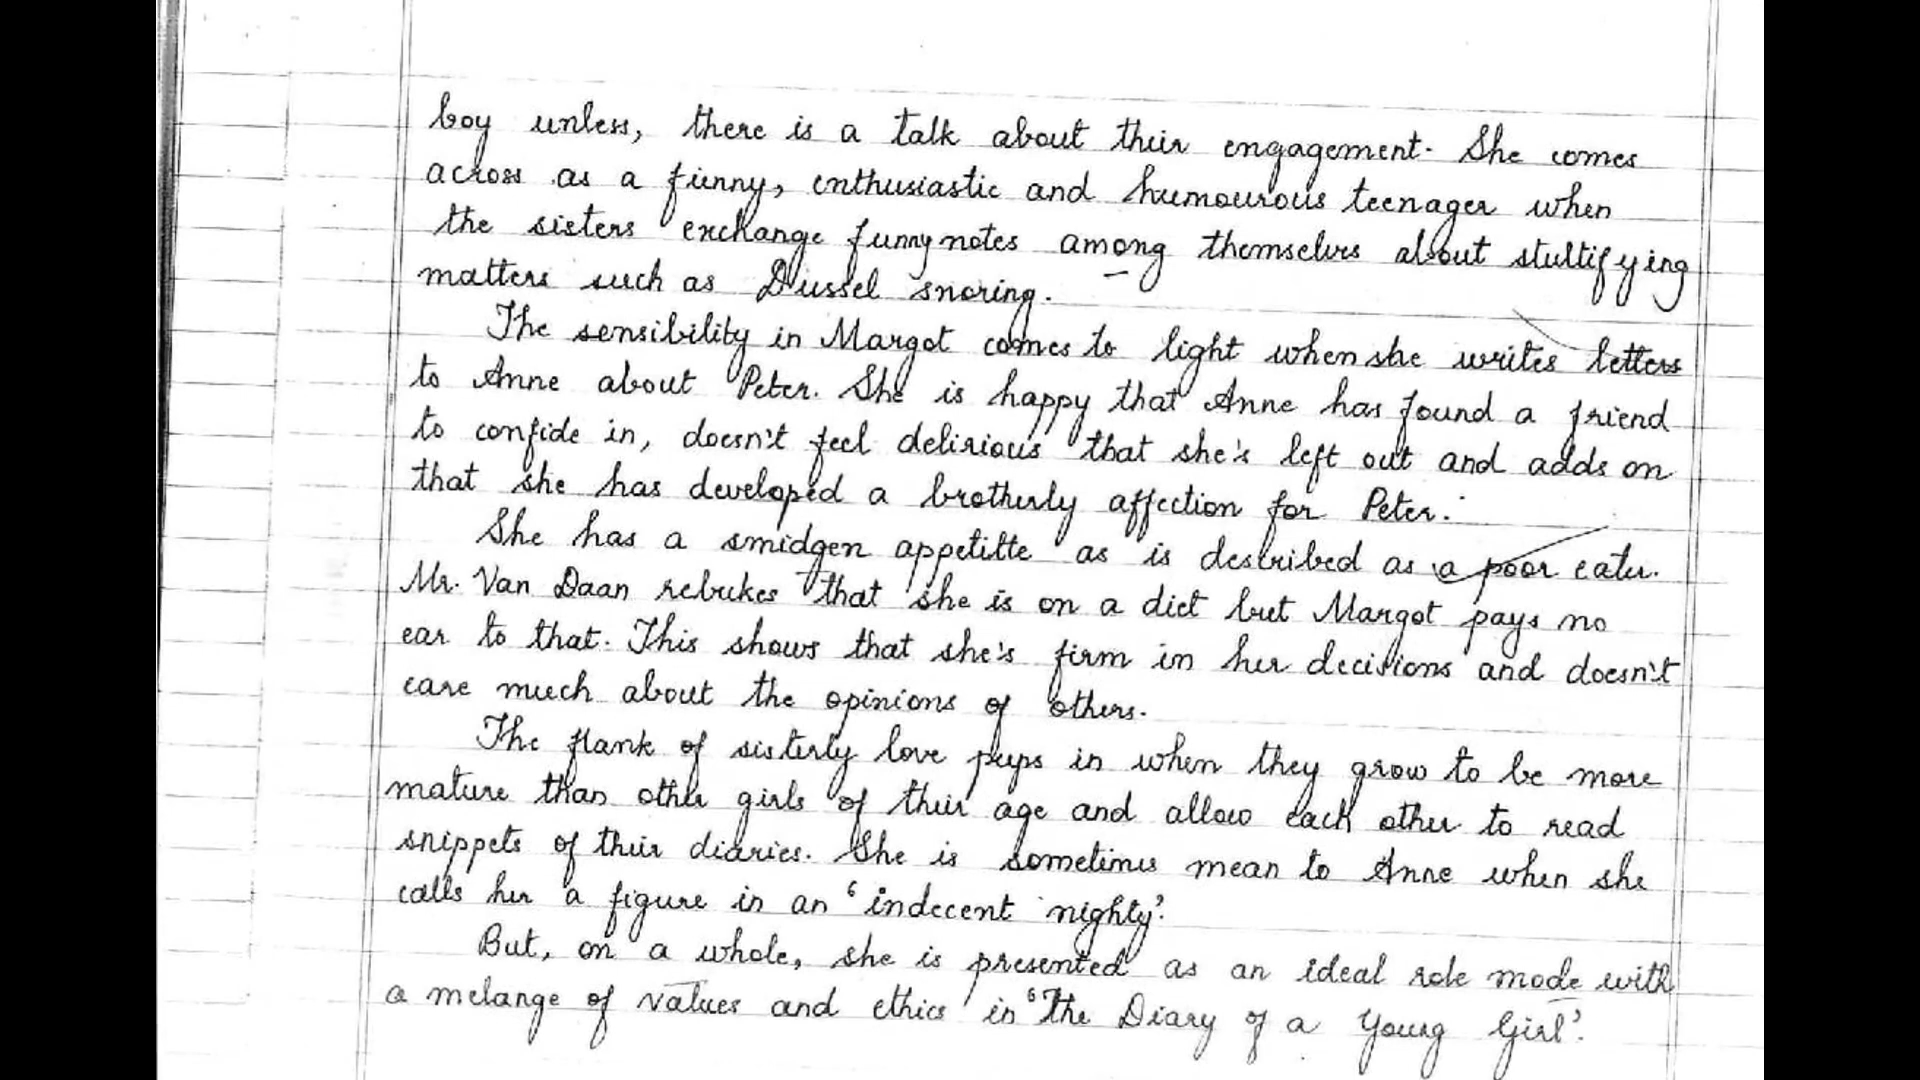 boy unless, there is a talk about their engagement. She comes
across as a funny, enthusiastic and humourous teenager when
the sisters exchange funny notes among themselves about stultifying
matters such as Dussel snoring.
The sensibility in Margot comes to light when she writes letters
to Anne about Peter. She is happy that Anne has found a friend
to confide in, doesn't feel delirious that she's left out and adds on
that she has developed a brotherly affection for Peter.
She has a smidgen appetitte as is described as a poor eater.
Mr. Van Daan rebukes that she is on a diet but Margot pays no
ear to that. This shows that she's firm in her decisions and doesn't
care much about the opinions of others.
The flank of sisterly love peeps in when they grow to be more
mature than other girls of their age and allow each other to read
snippets of their diaries. She is sometimes mean to Anne when she
calls her a figure in an 'indecent nighty'.
But, on a whole, she is presented as an ideal role mode with
a melange of values and ethics in 'The Diary of a Young Girl'.